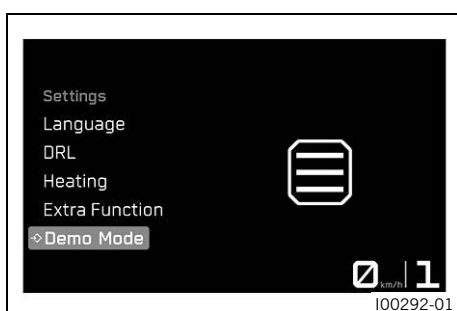 Settings
Language
DRL
Heating
Extra Function
Demo Mode
0 km/h 1
I00292-01